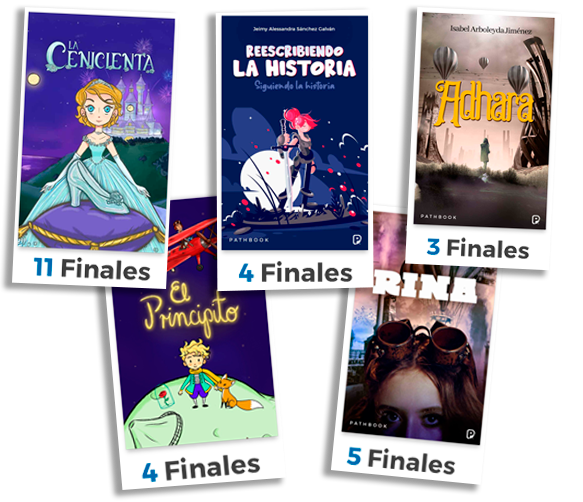 LA
CENICIENTA
11 Finales
Jeimy Alessandra Sánchez Galván
REESCRIBIENDO
LA HISTORIA
Siguiendo la historia
PATHBOOK
4 Finales
Isabel Arboleyda Jiménez
Adhara
PATHBOOK
3 Finales
El
Principito
4 Finales
RINA
PATHBOOK
5 Finales